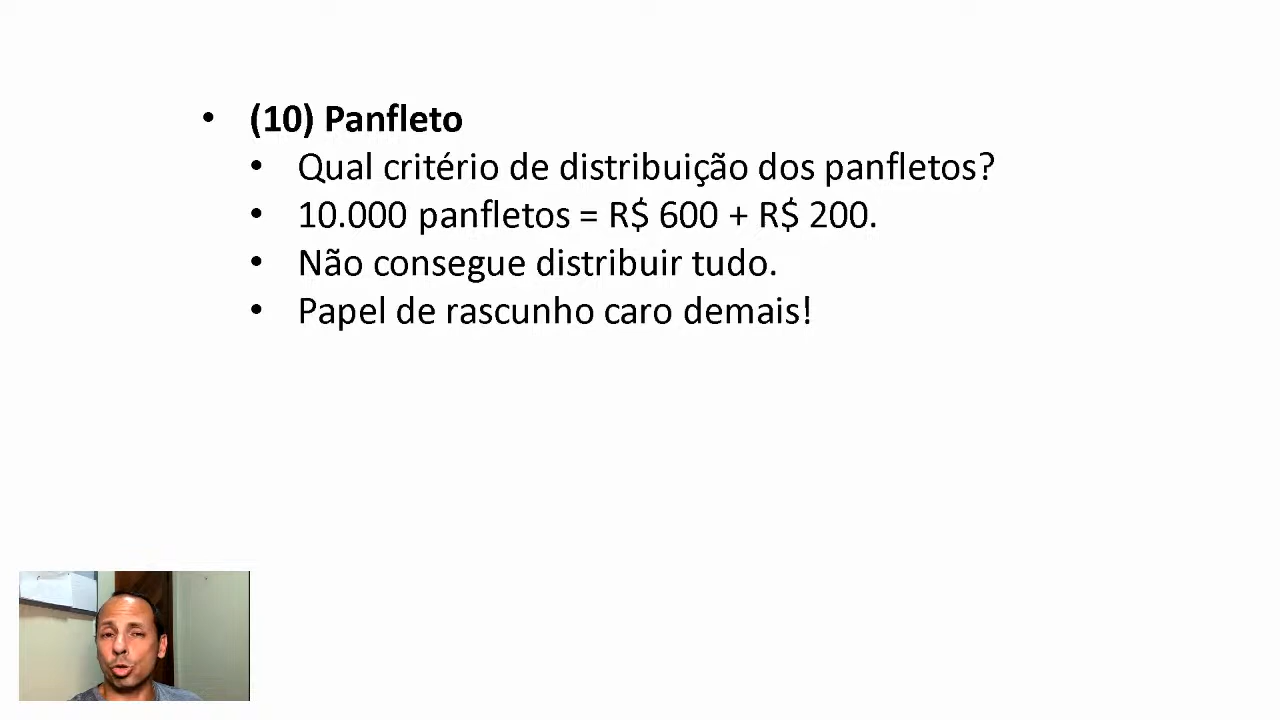 • (10) Panfleto
• Qual critério de distribuição dos panfletos?
• 10.000 panfletos = R$ 600 + R$ 200.
• Não consegue distribuir tudo.
• Papel de rascunho caro demais!